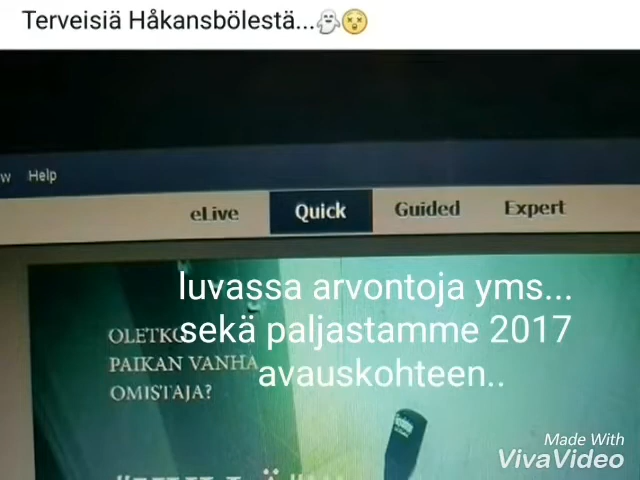 Terveisiä Håkansbölestä...👻😵
Help
eLive Quick Guided Expert
luvassa arvontoja yms...
sekä paljastamme 2017
avauskohteen..
OLETKO
PAIKAN VANHA
OMISTAJA?
Made With
VivaVideo